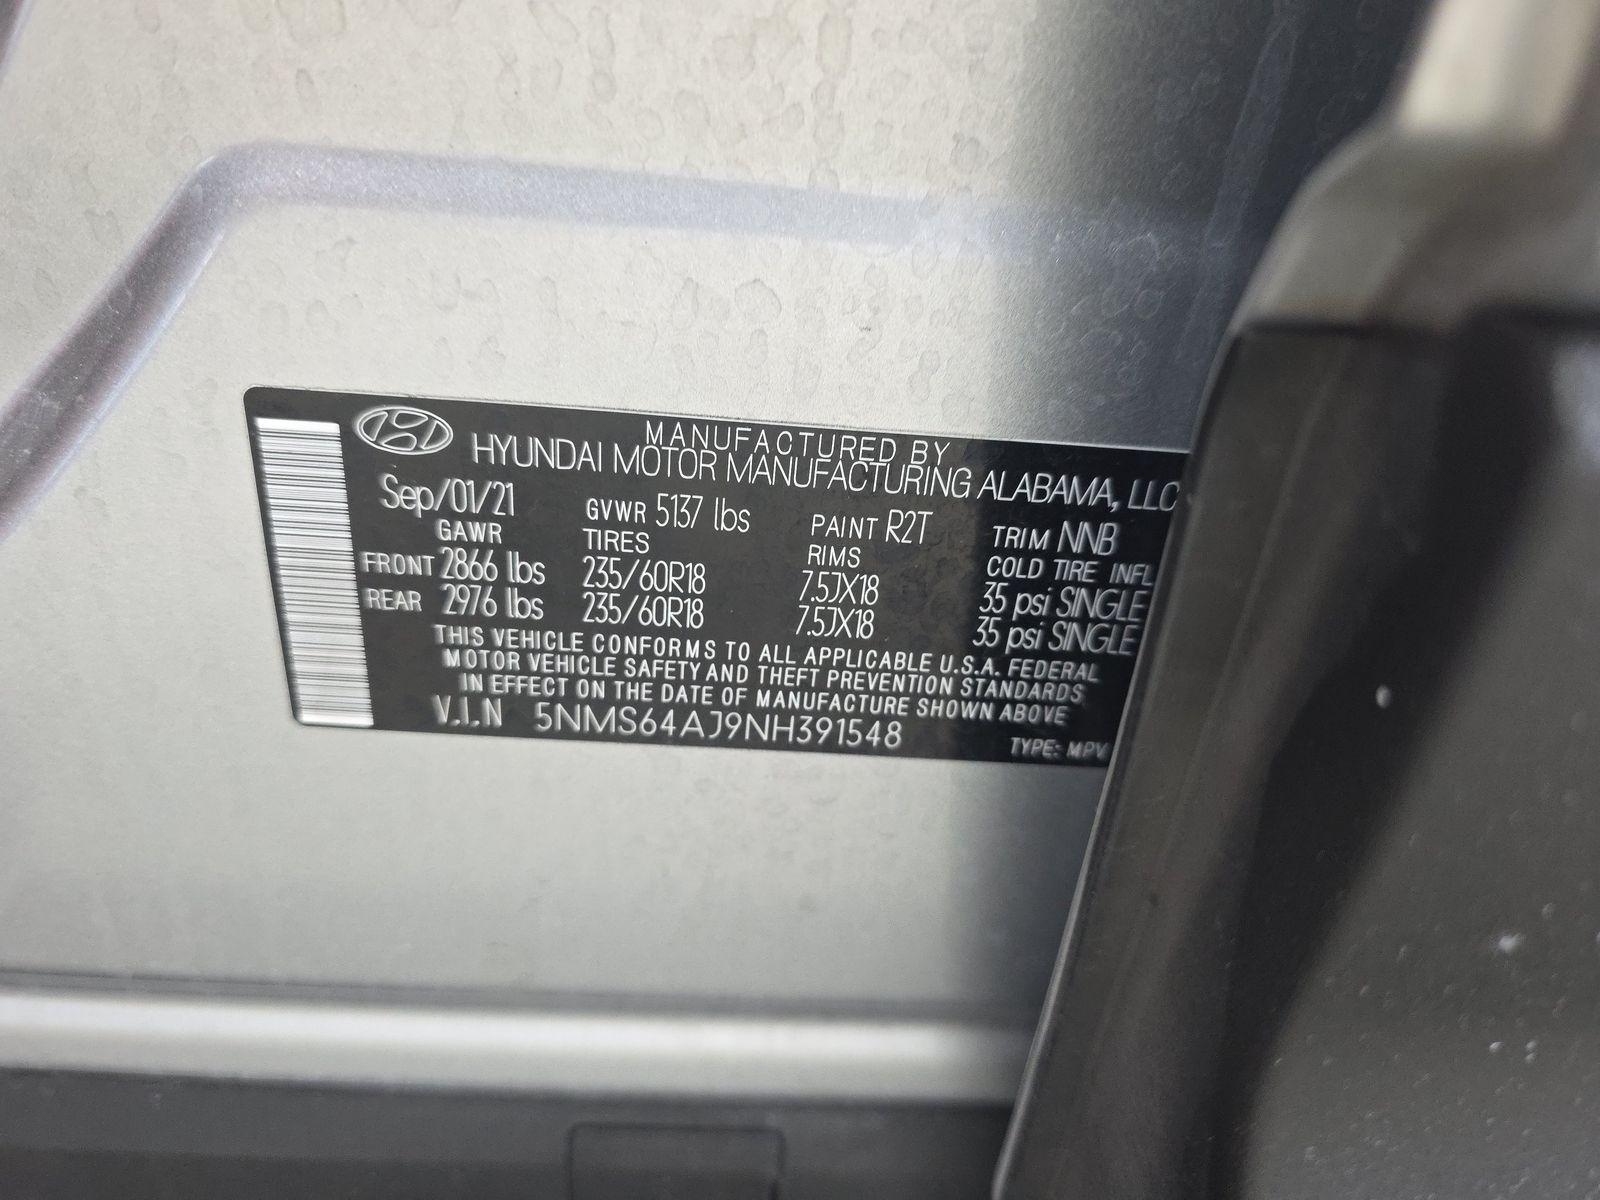 MANUFACTURED BY
HYUNDAI MOTOR MANUFACTURING ALABAMA, LLC
Sep/01/21 GVWR 5137 lbs PAINT R2T TRIM NNB
GAWR TIRES RIMS COLD TIRE INFL
FRONT 2866 lbs 235/60R18 7.5JX18 35 psi SINGLE
REAR 2976 lbs 235/60R18 7.5JX18 35 psi SINGLE
THIS VEHICLE CONFORMS TO ALL APPLICABLE U.S.A. FEDERAL
MOTOR VEHICLE SAFETY AND THEFT PREVENTION STANDARDS
IN EFFECT ON THE DATE OF MANUFACTURE SHOWN ABOVE
V.I.N 5NMS64AJ9NH391548 TYPE: MPV